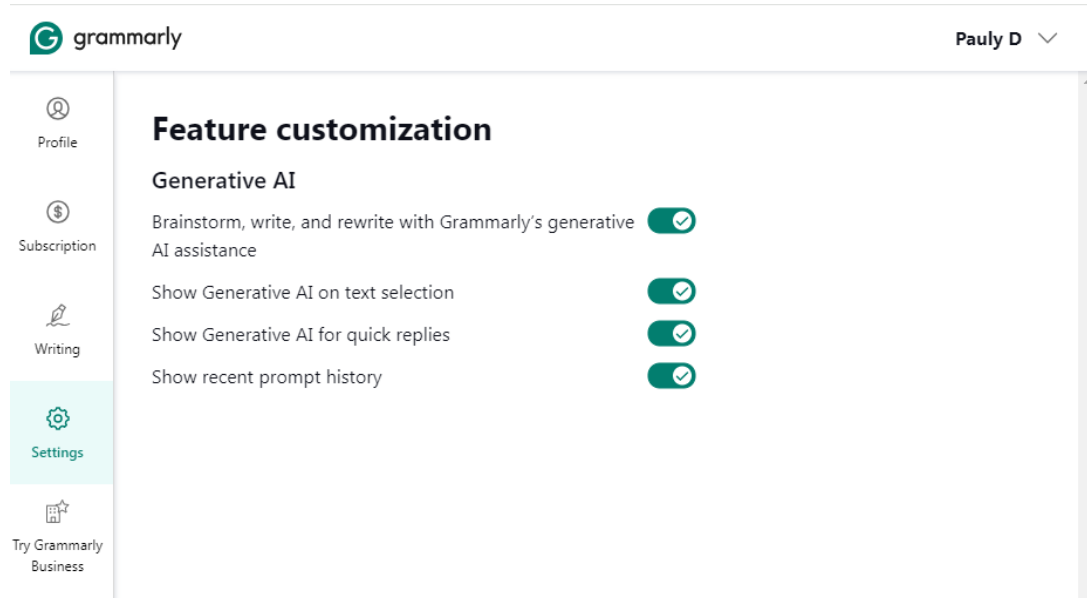 grammarly
Pauly D
Profile
Subscription
Writing
Settings
Try Grammarly
Business
Feature customization
Generative AI
Brainstorm, write, and rewrite with Grammarly's generative
AI assistance
Show Generative AI on text selection
Show Generative AI for quick replies
Show recent prompt history